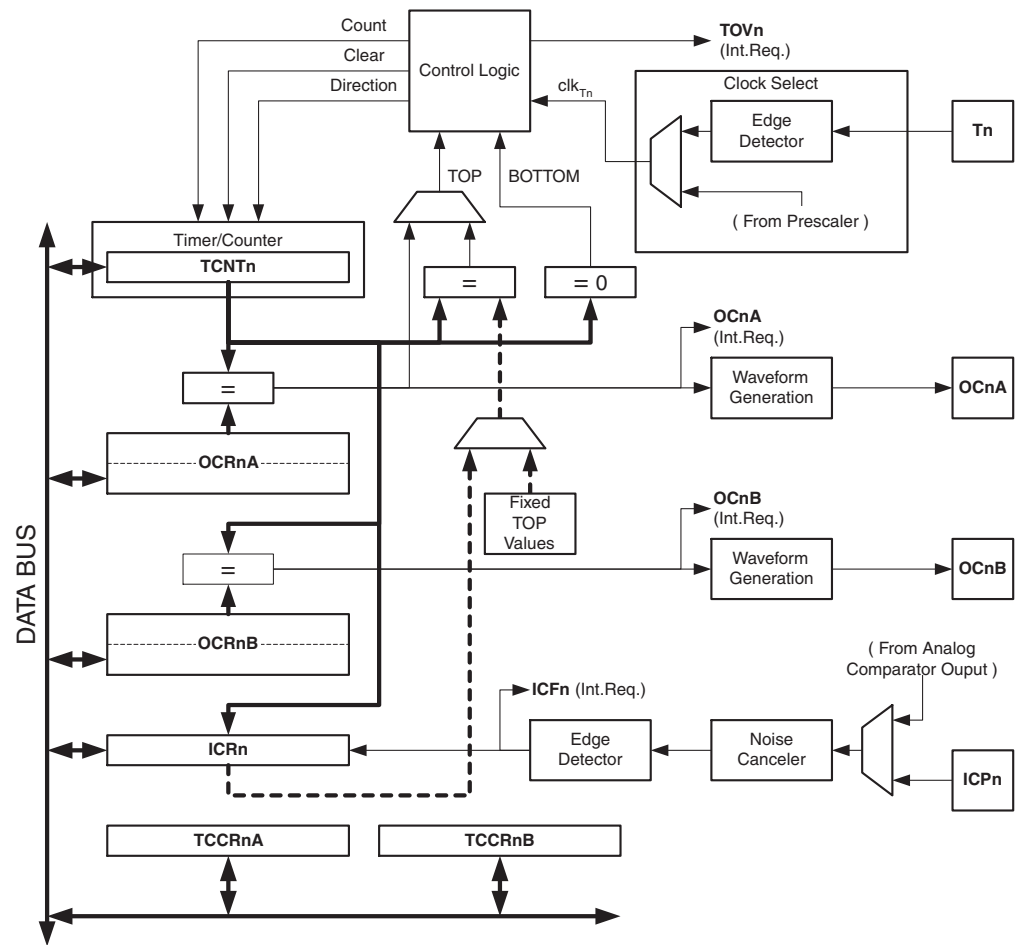 Count
Clear
Direction
Control Logic
TOVn
(Int.Req.)
clkTn
Clock Select
Edge
Detector
Tn
( From Prescaler )
TOP
BOTTOM
Timer/Counter
TCNTn
=
= 0
OCnA
(Int.Req.)
=
Waveform
Generation
OCnA
OCRnA
Fixed
TOP
Values
OCnB
(Int.Req.)
=
Waveform
Generation
OCnB
OCRnB
DATA BUS
( From Analog
Comparator Ouput )
ICFn (Int.Req.)
ICRn
Edge
Detector
Noise
Canceler
ICPn
TCCRnA
TCCRnB